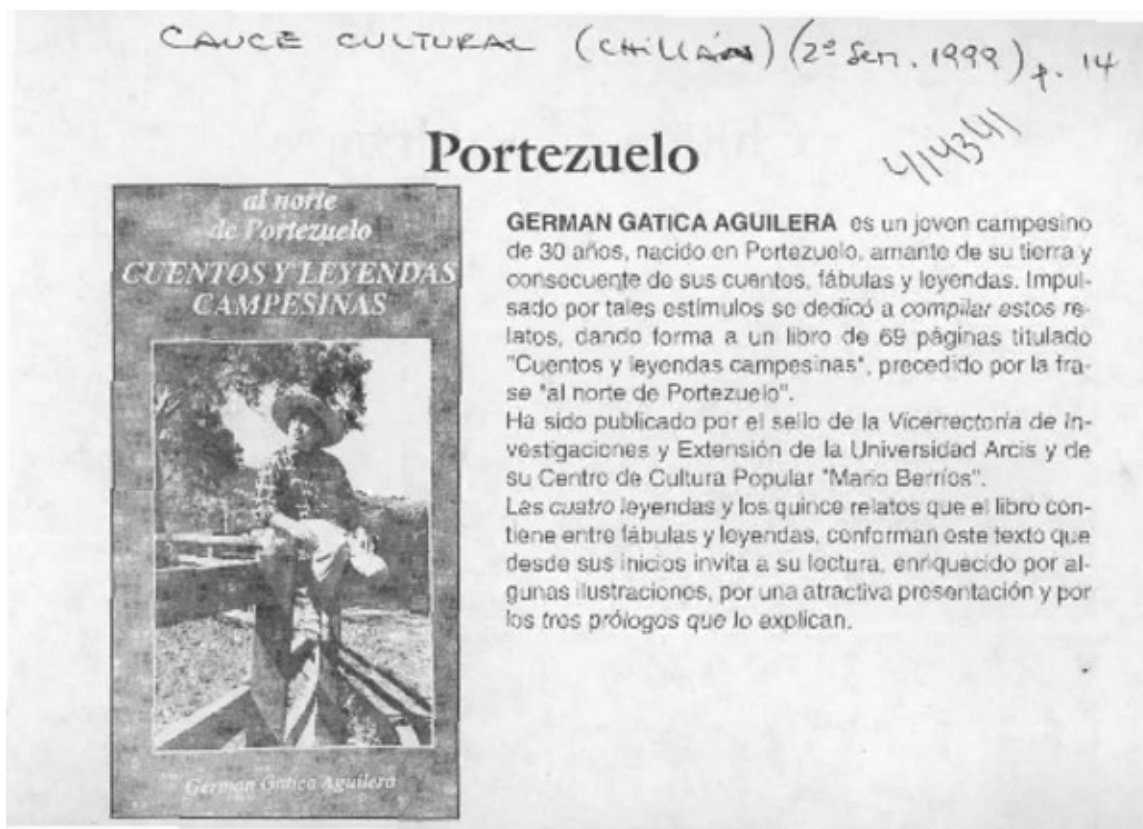 CAUCE CULTURAL (CHILLÁN) (2º Sem. 1999) p. 14
414341
Portezuelo
al norte
de Portezuelo
CUENTOS Y LEYENDAS
CAMPESINAS
German Gatica Aguilera
GERMAN GATICA AGUILERA es un joven campesino
de 30 años, nacido en Portezuelo, amante de su tierra y
consecuente de sus cuentos, fábulas y leyendas. Impul-
sado por tales estímulos se dedicó a compilar estos re-
latos, dando forma a un libro de 69 páginas titulado
"Cuentos y leyendas campesinas", precedido por la fra-
se "al norte de Portezuelo".
Ha sido publicado por el sello de la Vicerrectoría de In-
vestigaciones y Extensión de la Universidad Arcis y de
su Centro de Cultura Popular "Mario Berríos".
Las cuatro leyendas y los quince relatos que el libro con-
tiene entre fábulas y leyendas, conforman este texto que
desde sus inicios invita a su lectura, enriquecido por al-
gunas ilustraciones, por una atractiva presentación y por
los tres prólogos que lo explican.